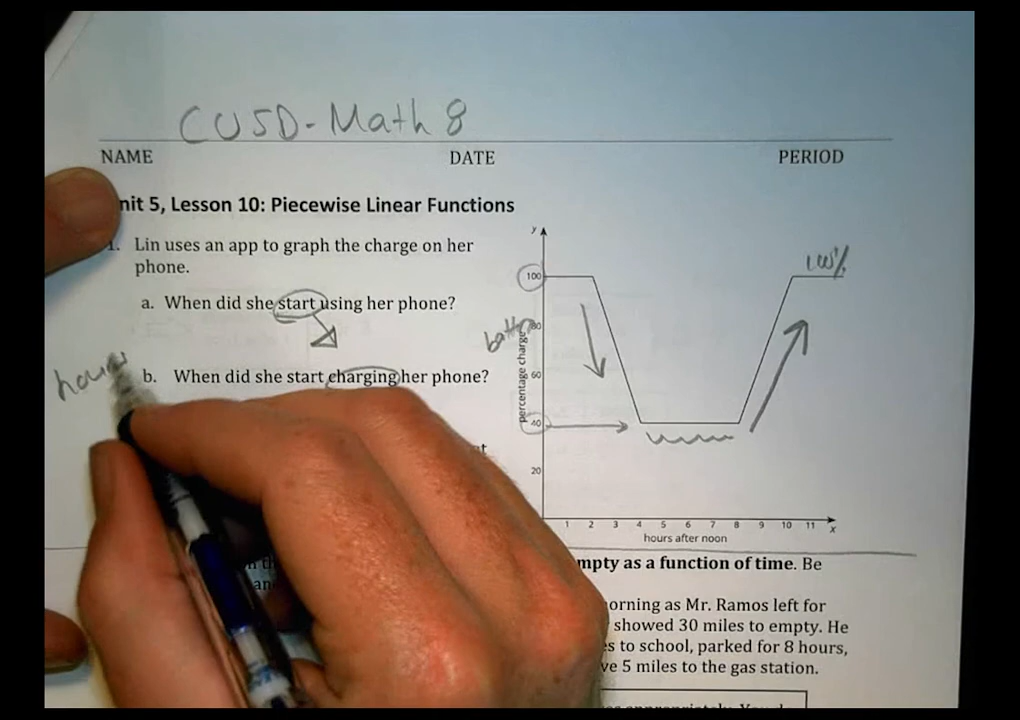 CUSD-Math 8
NAME DATE PERIOD
nit 5, Lesson 10: Piecewise Linear Functions
1. Lin uses an app to graph the charge on her
phone.
a. When did she start using her phone?
b. When did she start charging her phone?
hours
y
100
80
60
40
20
percentage charge
batt
100%
1 2 3 4 5 6 7 8 9 10 11 x
hours after noon
mpty as a function of time. Be
orning as Mr. Ramos left for
showed 30 miles to empty. He
es to school, parked for 8 hours,
ve 5 miles to the gas station.